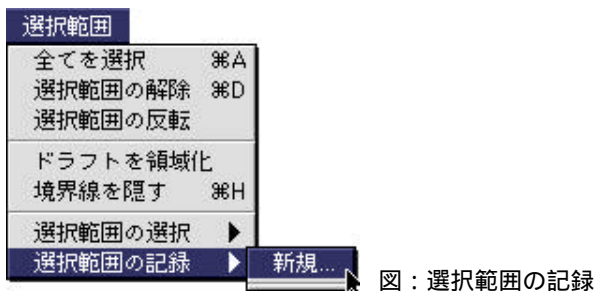 選択範囲
全てを選択 ⌘A
選択範囲の解除 ⌘D
選択範囲の反転
ドラフトを領域化
境界線を隠す ⌘H
選択範囲の選択 ▶
選択範囲の記録 ▶ 新規...
図：選択範囲の記録